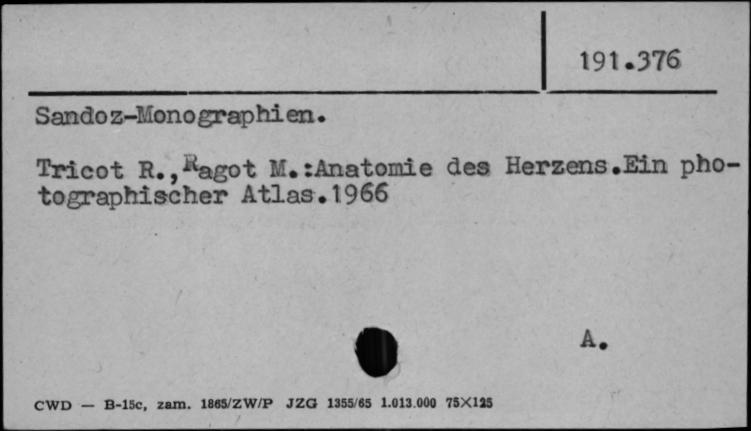 191.376
Sandoz-Monographien.
Tricot R.,Ragot M.:Anatomie des Herzens.Ein pho-
tographischer Atlas.1966
A.
CWD — B-15c, zam. 1865/ZW/P JZG 1355/65 1.013.000 75X125